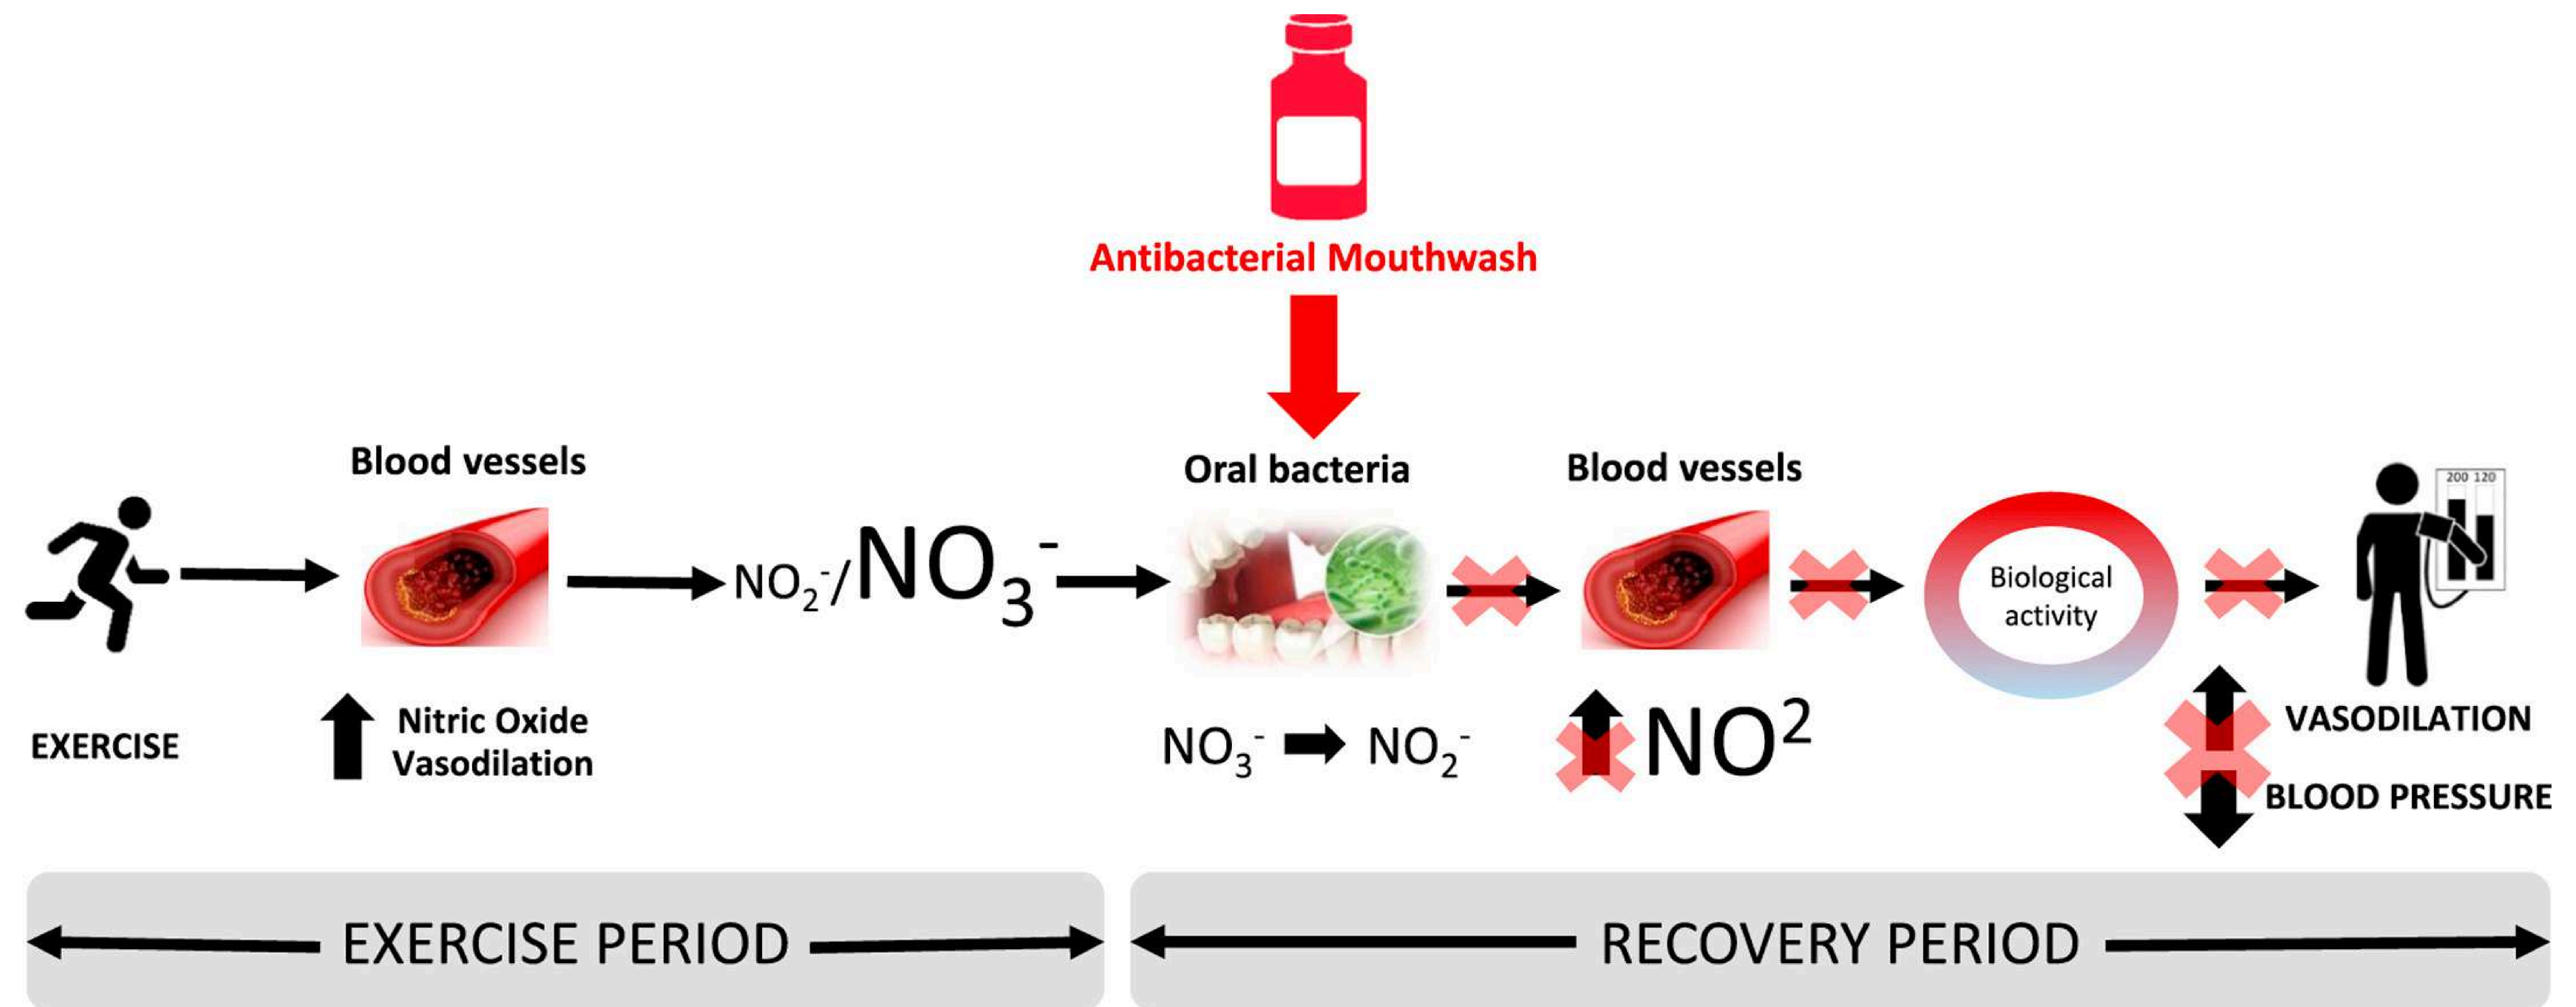 Antibacterial Mouthwash
Blood vessels
Oral bacteria
Blood vessels
200 120
NO₂⁻/NO₃⁻
Biological
activity
EXERCISE
Nitric Oxide
Vasodilation
NO₃⁻ ➡ NO₂⁻
NO²
VASODILATION
BLOOD PRESSURE
EXERCISE PERIOD
RECOVERY PERIOD